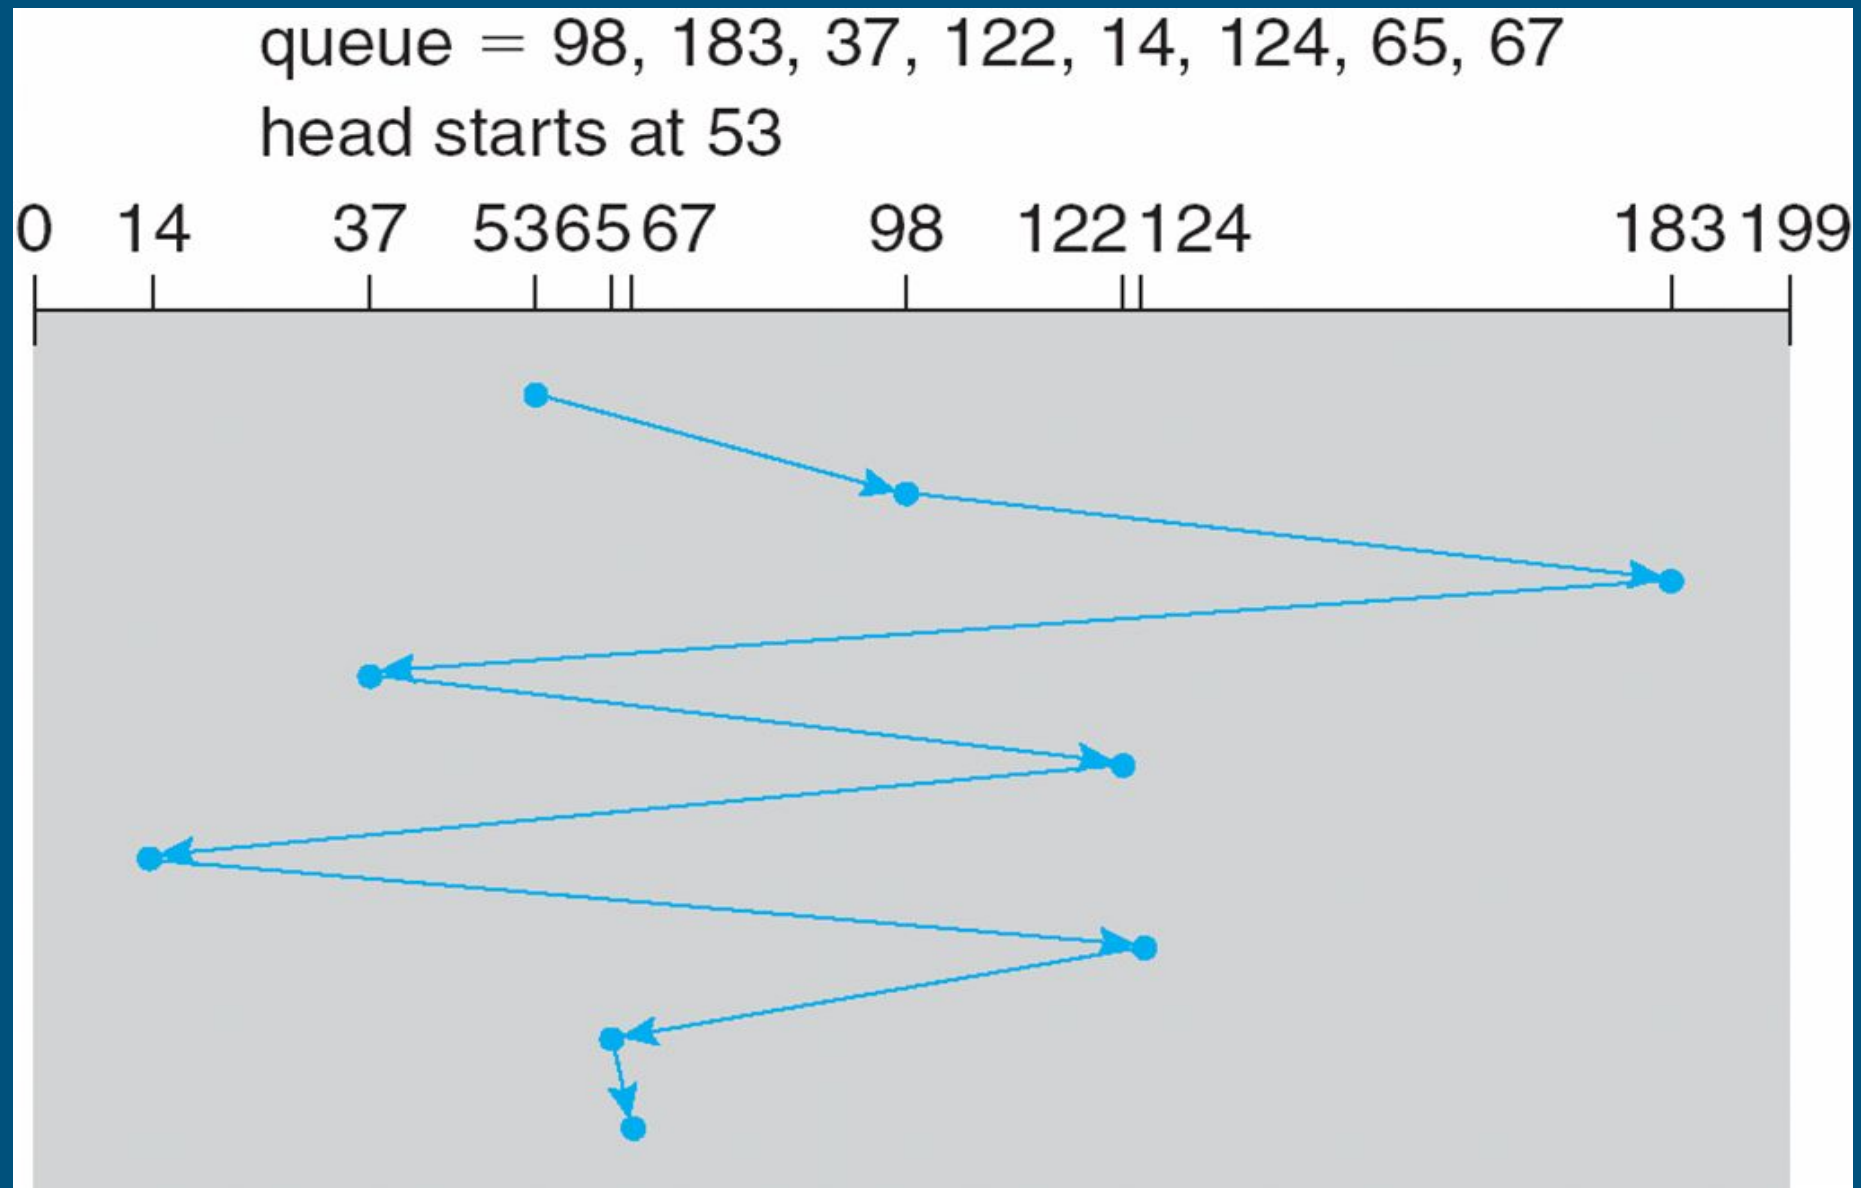 queue = 98, 183, 37, 122, 14, 124, 65, 67
head starts at 53
0 14 37 53 65 67 98 122 124 183 199